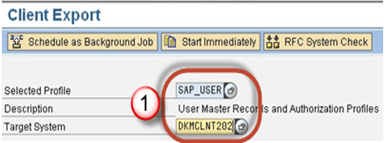 Client Export
Schedule as Background Job Start Immediately RFC System Check
Selected Profile SAP_USER
Description User Master Records and Authorization Profiles
1
Target System DKMCLNT202